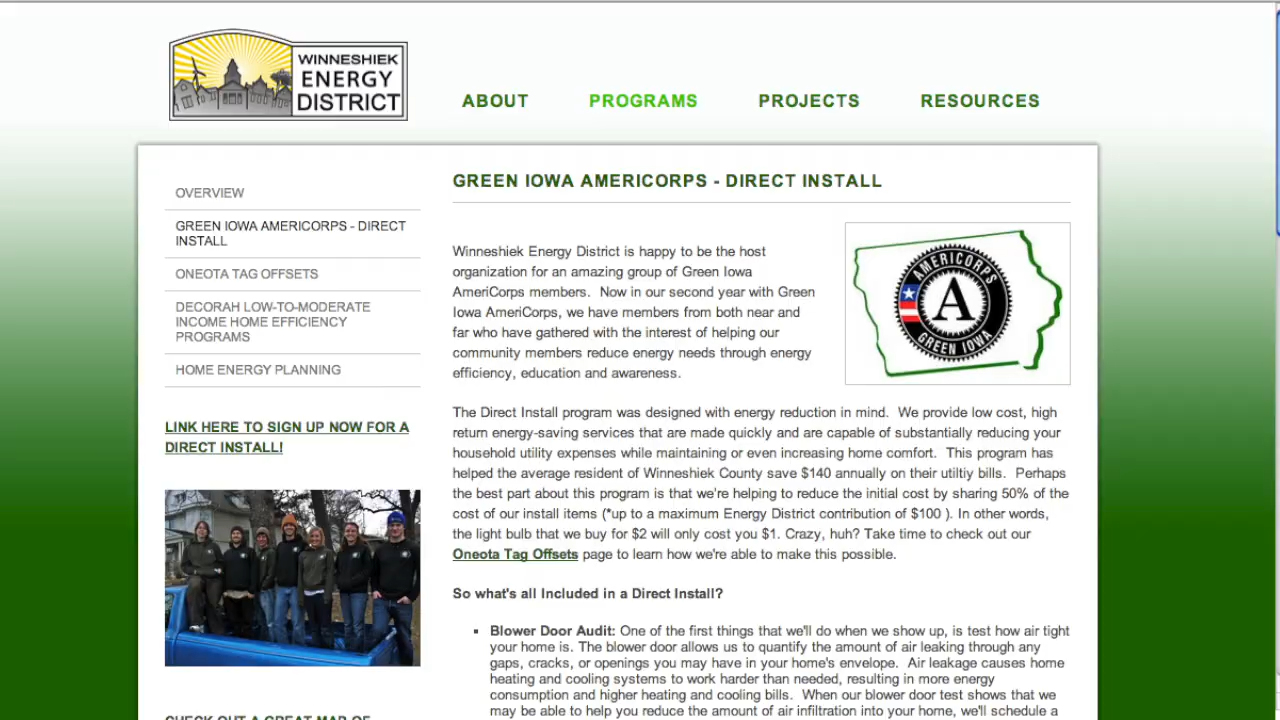 WINNESHIEK
ENERGY
DISTRICT
ABOUT
PROGRAMS
PROJECTS
RESOURCES
OVERVIEW
GREEN IOWA AMERICORPS - DIRECT
INSTALL
ONEOTA TAG OFFSETS
DECORAH LOW-TO-MODERATE
INCOME HOME EFFICIENCY
PROGRAMS
HOME ENERGY PLANNING
LINK HERE TO SIGN UP NOW FOR A
DIRECT INSTALL!
CHECK OUT A GREAT MAP OF
GREEN IOWA AMERICORPS - DIRECT INSTALL
Winneshiek Energy District is happy to be the host
organization for an amazing group of Green Iowa
AmeriCorps members.  Now in our second year with Green
Iowa AmeriCorps, we have members from both near and
far who have gathered with the interest of helping our
community members reduce energy needs through energy
efficiency, education and awareness.
AMERICORPS
A
GREEN IOWA
The Direct Install program was designed with energy reduction in mind.  We provide low cost, high
return energy-saving services that are made quickly and are capable of substantially reducing your
household utility expenses while maintaining or even increasing home comfort.  This program has
helped the average resident of Winneshiek County save $140 annually on their utiltiy bills.  Perhaps
the best part about this program is that we're helping to reduce the initial cost by sharing 50% of the
cost of our install items (*up to a maximum Energy District contribution of $100 ). In other words,
the light bulb that we buy for $2 will only cost you $1. Crazy, huh? Take time to check out our
Oneota Tag Offsets page to learn how we're able to make this possible.
So what's all Included in a Direct Install?
▪ Blower Door Audit: One of the first things that we'll do when we show up, is test how air tight
your home is. The blower door allows us to quantify the amount of air leaking through any
gaps, cracks, or openings you may have in your home's envelope.  Air leakage causes home
heating and cooling systems to work harder than needed, resulting in more energy
consumption and higher heating and cooling bills.  When our blower door test shows that we
may be able to help you reduce the amount of air infiltration into your home, we'll schedule a